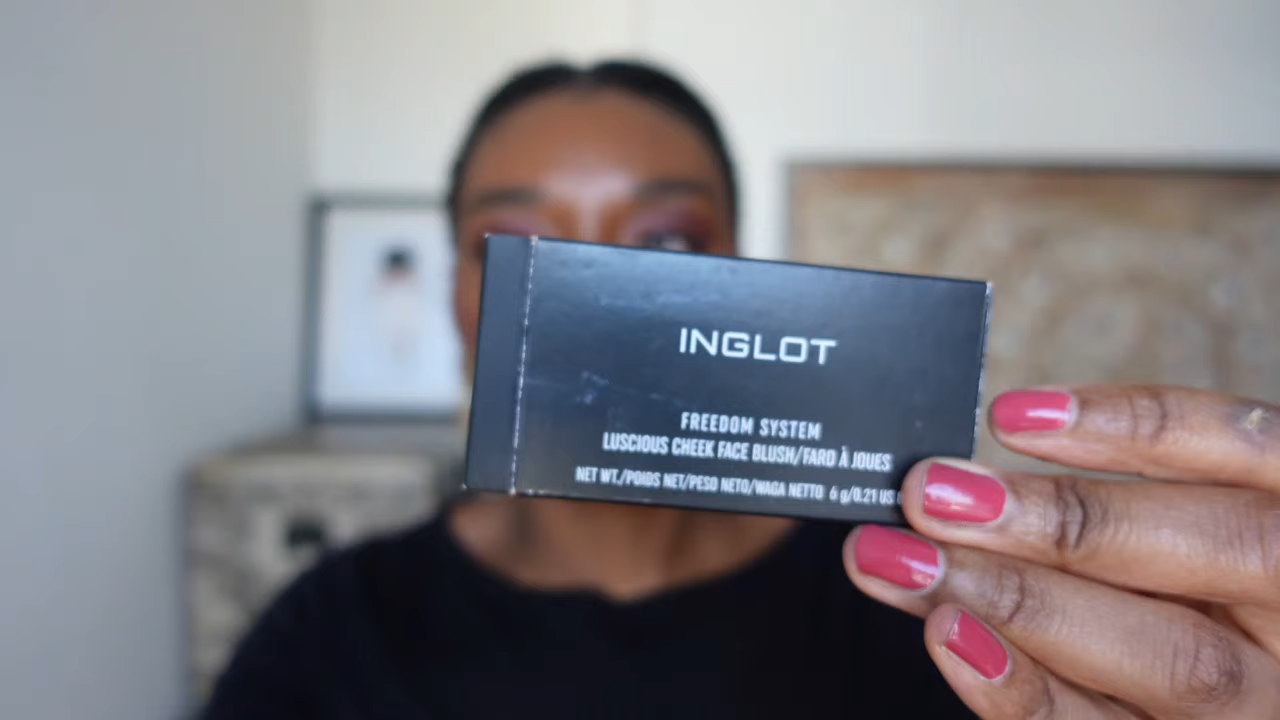 INGLOT
FREEDOM SYSTEM
LUSCIOUS CHEEK FACE BLUSH/FARD À JOUES
NET WT./POIDS NET/PESO NETO/WAGA NETTO 6 g/0.21 US